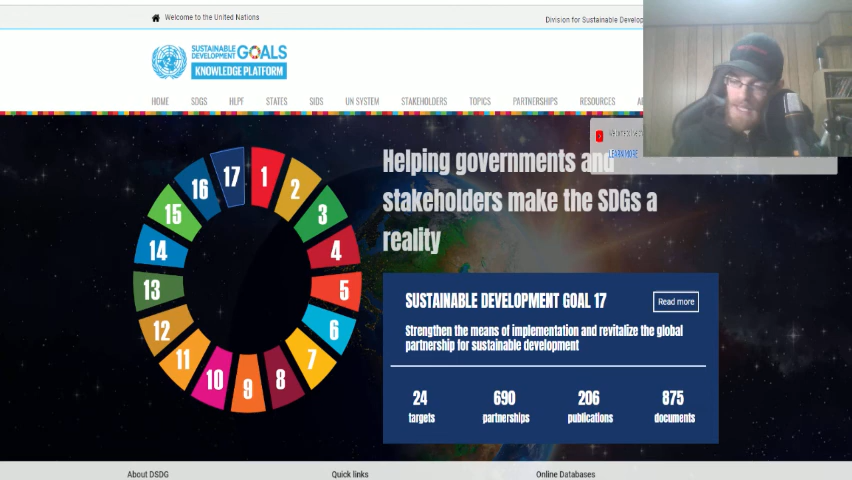 Welcome to the United Nations
Division for Sustainable
SUSTAINABLE
DEVELOPMENT GOALS
KNOWLEDGE PLATFORM
HOME SDGS HLPF STATES SIDS UN SYSTEM STAKEHOLDERS TOPICS PARTNERSHIPS RESOURCES
Helping governments and
stakeholders make the SDGs a
reality
LEARN MORE
1
2
3
4
5
6
7
8
9
10
11
12
13
14
15
16
17
SUSTAINABLE DEVELOPMENT GOAL 17
Read more
Strengthen the means of implementation and revitalize the global
partnership for sustainable development
24 690 206 875
targets partnerships publications documents
About DSDG Quick links Online Databases